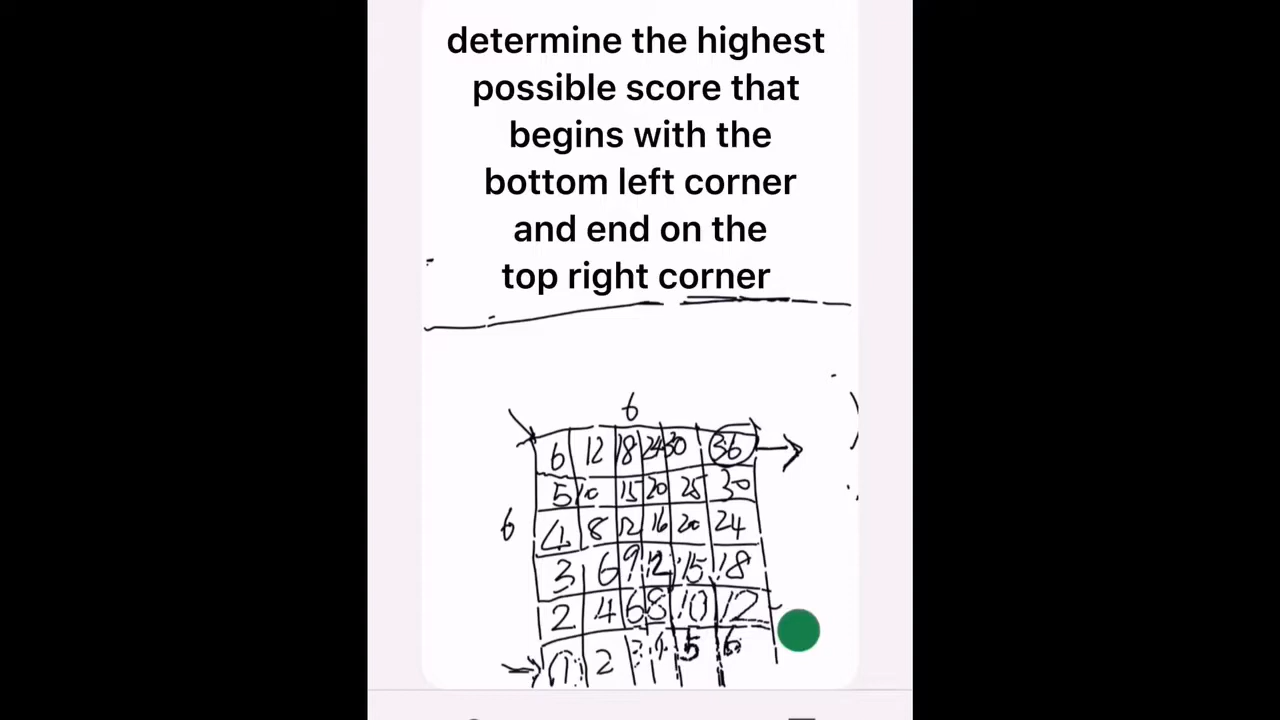 determine the highest
possible score that
begins with the
bottom left corner
and end on the
top right corner
6
6 12 18 24 30 36
5 10 15 20 25 30
6
4 8 12 16 20 24
3 6 9 12 15 18
2 4 6 8 10 12
1 2 3 4 5 6